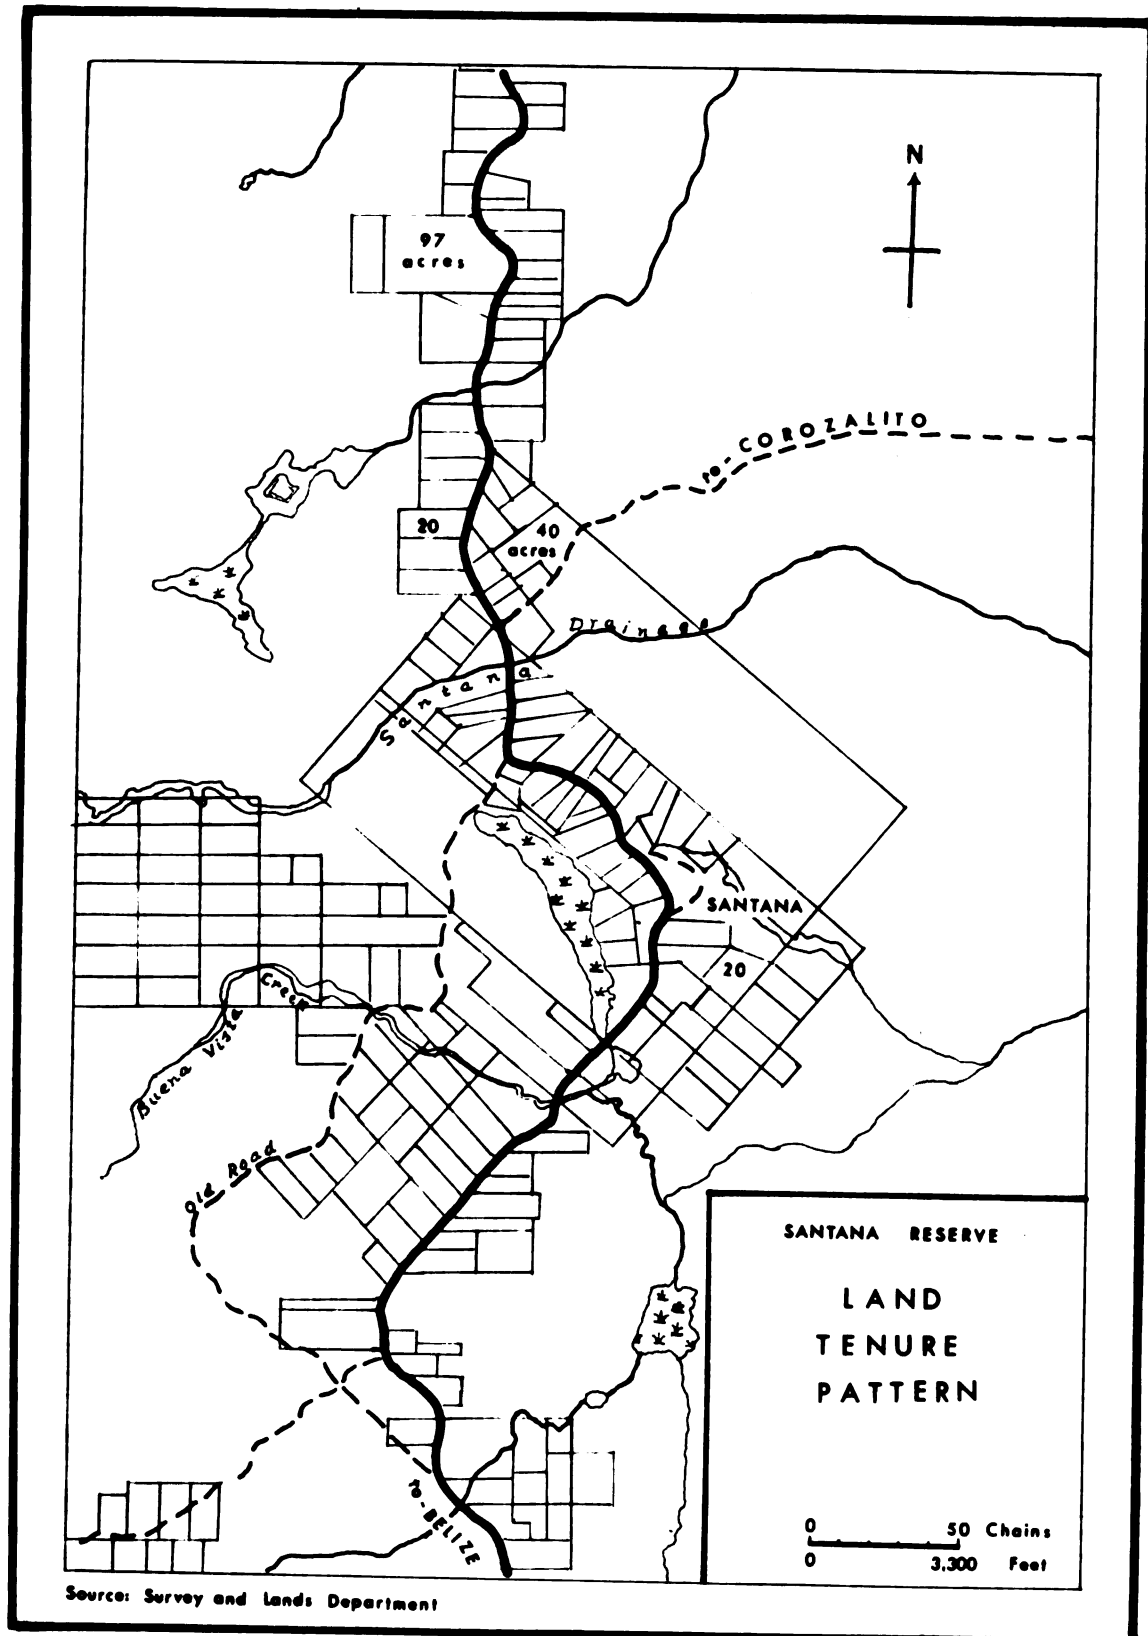 N
97
acres
to - COROZALITO
20
40
acres
Santana Drainage
SANTANA
20
Buena Vista Creek
Old Road
to - BELIZE
SANTANA RESERVE
LAND
TENURE
PATTERN
0 50 Chains
0 3,300 Feet
Source: Survey and Lands Department